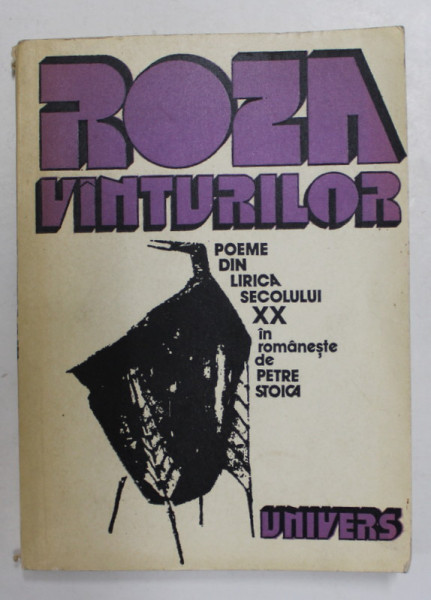 ROZA
VÎNTURILOR
POEME
DIN
LIRICA
SECOLULUI
XX
în
românește
de
PETRE
STOICA
UNIVERS